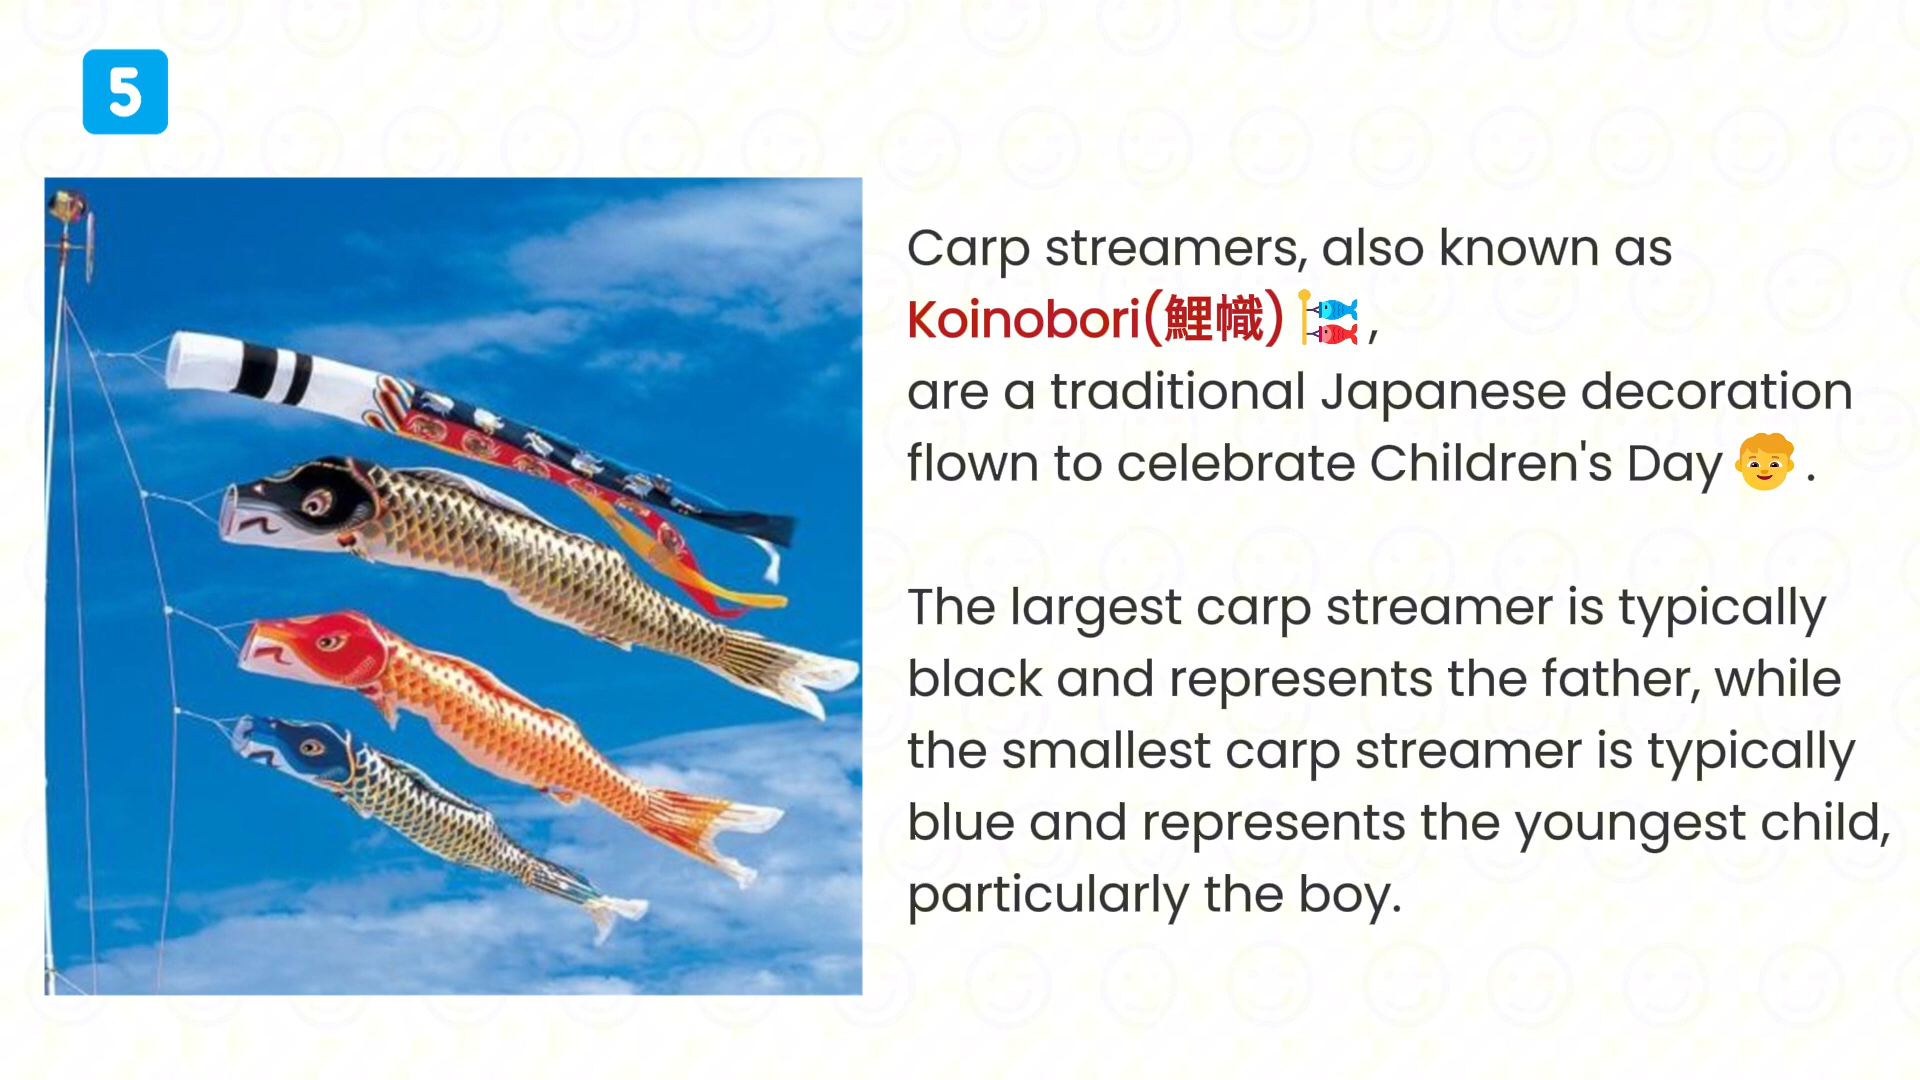 5
Carp streamers, also known as
Koinobori(鯉幟) 🎏 ,
are a traditional Japanese decoration
flown to celebrate Children's Day 👦 .
The largest carp streamer is typically
black and represents the father, while
the smallest carp streamer is typically
blue and represents the youngest child,
particularly the boy.